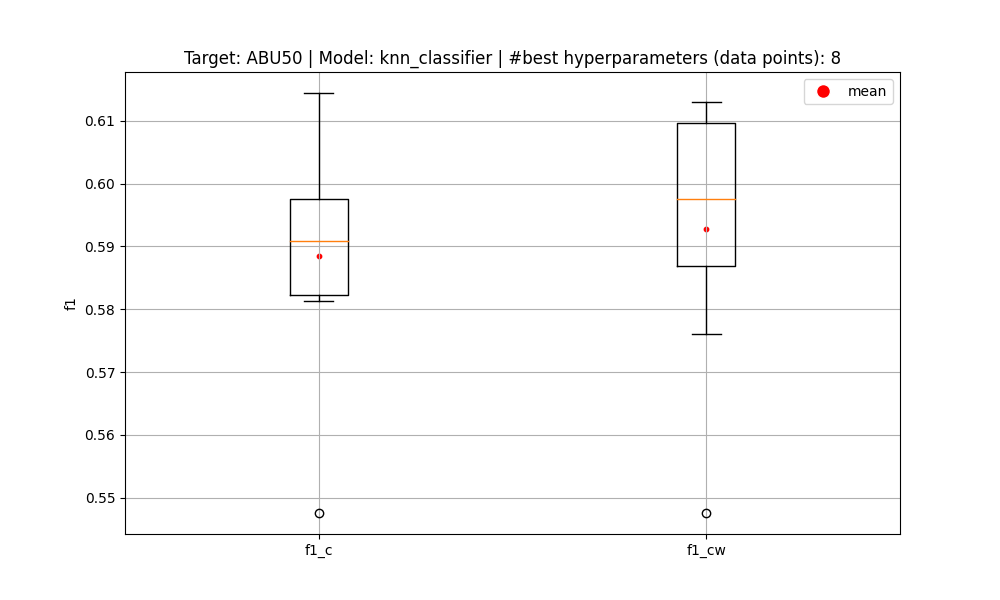 Target: ABU50 | Model: knn_classifier | #best hyperparameters (data points): 8
mean
0.61
0.60
0.59
0.58
0.57
0.56
0.55
f1
f1_c
f1_cw